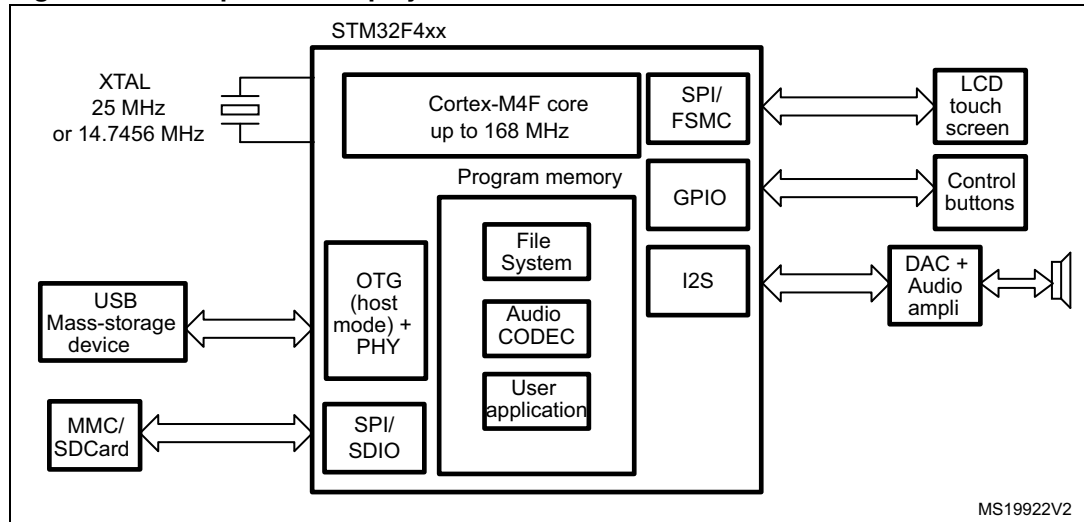 STM32F4xx
XTAL
25 MHz
or 14.7456 MHz
Cortex-M4F core
up to 168 MHz
SPI/
FSMC
LCD
touch
screen
Program memory
GPIO
Control
buttons
File
System
I2S
DAC +
Audio
ampli
OTG
(host
mode) +
PHY
USB
Mass-storage
device
Audio
CODEC
User
application
MMC/
SDCard
SPI/
SDIO
MS19922V2